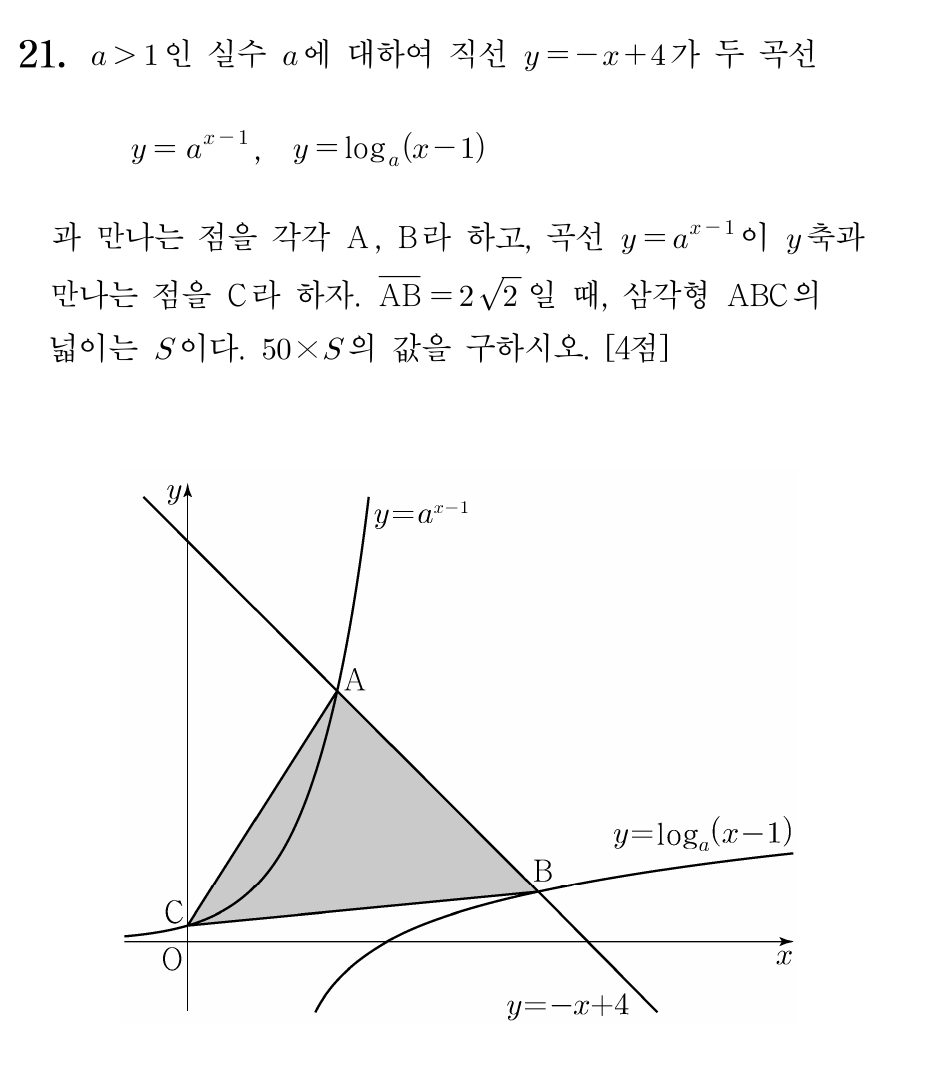 21. a>1인 실수 a에 대하여 직선 y=-x+4가 두 곡선
y=a^{x-1}, y=log_a(x-1)
과 만나는 점을 각각 A, B라 하고, 곡선 y=a^{x-1}이 y축과
만나는 점을 C라 하자. \overline{AB}=2√2일 때, 삼각형 ABC의
넓이는 S이다. 50×S의 값을 구하시오. [4점]
y
y=a^{x-1}
A
y=log_a(x-1)
B
C
O
x
y=-x+4